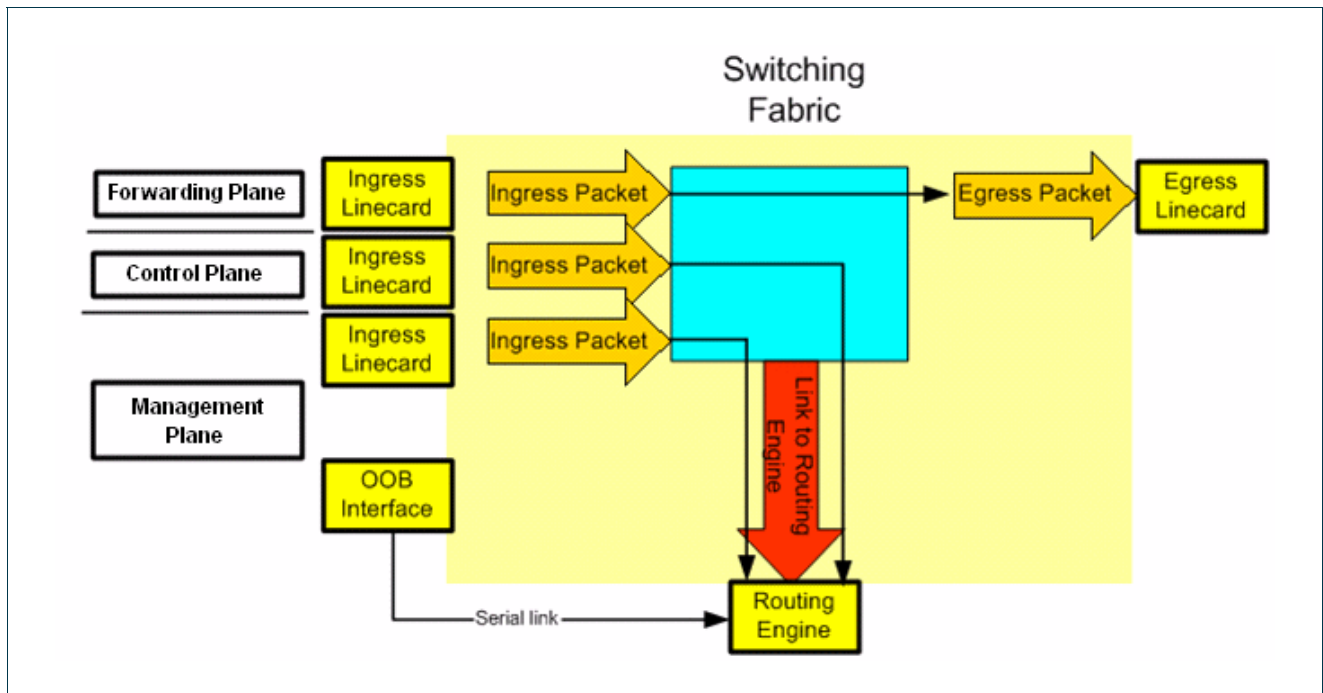 Switching
Fabric
Forwarding Plane
Ingress
Linecard
Ingress Packet
Egress Packet
Egress
Linecard
Control Plane
Ingress
Linecard
Ingress Packet
Ingress
Linecard
Ingress Packet
Management
Plane
Link to Routing
Engine
OOB
Interface
Serial link
Routing
Engine